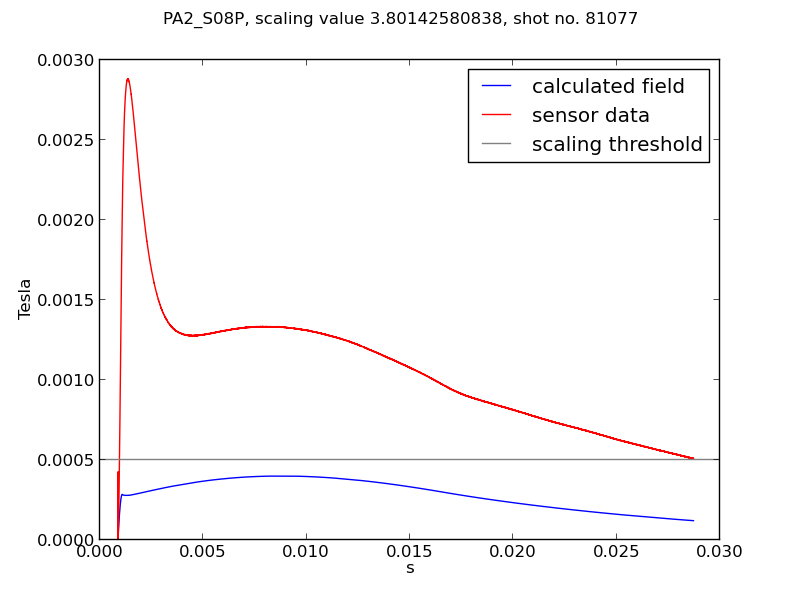 PA2_S08P, scaling value 3.80142580838, shot no. 81077
calculated field
sensor data
scaling threshold
0.0030
0.0025
0.0020
0.0015
0.0010
0.0005
0.0000
Tesla
0.000
0.005
0.010
0.015
0.020
0.025
0.030
s